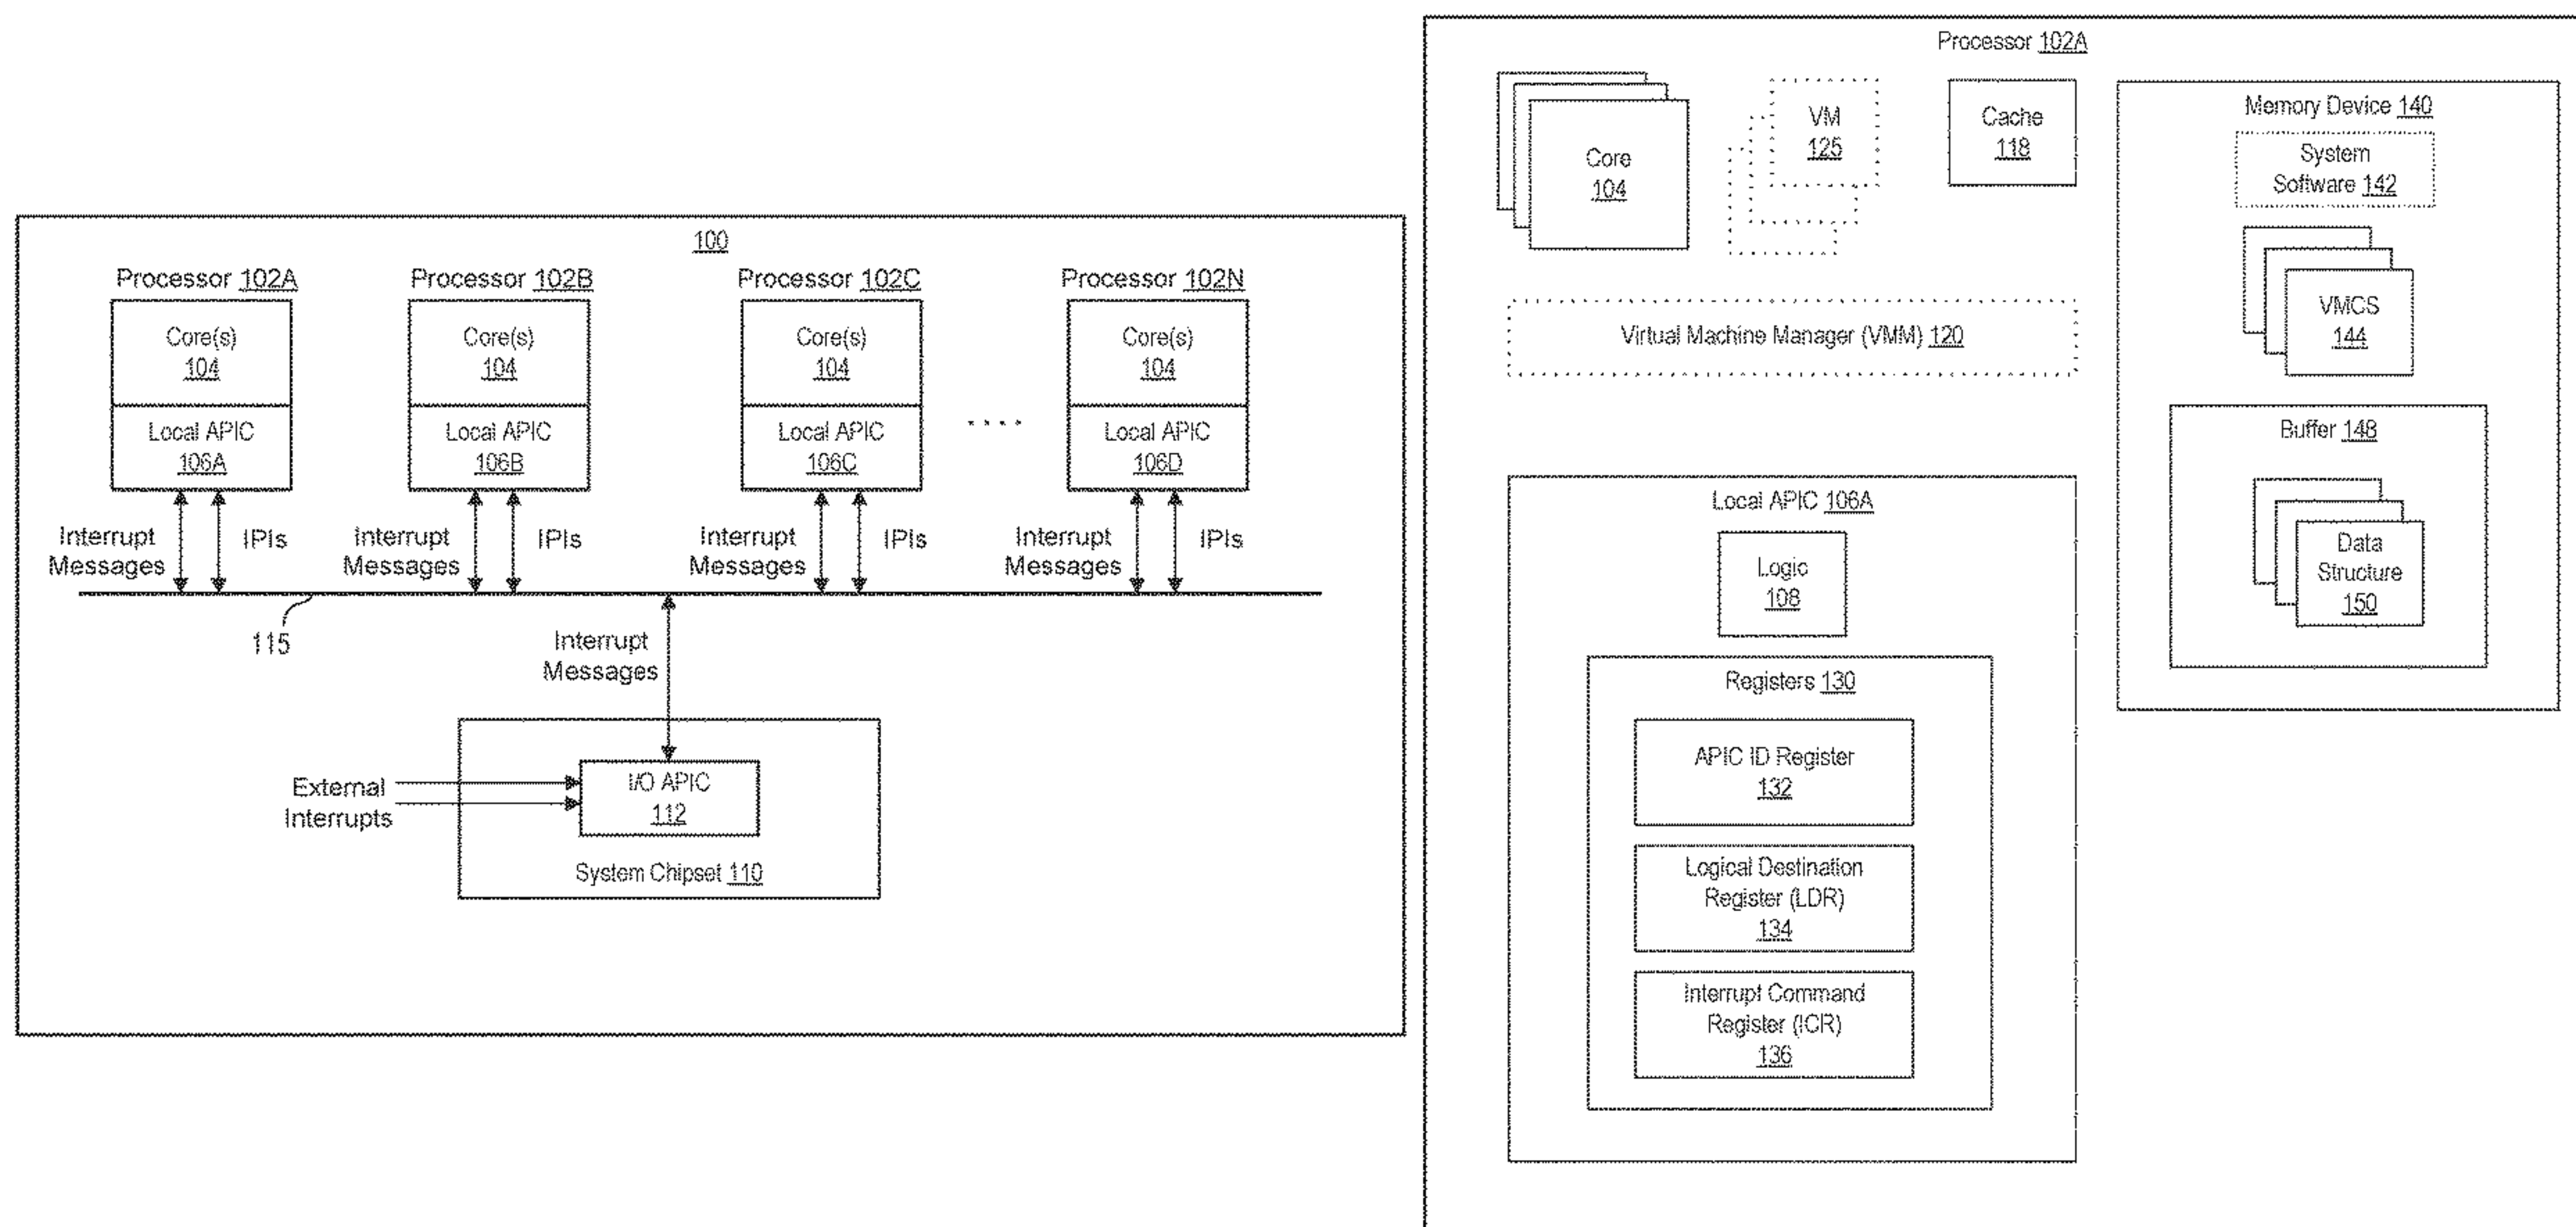 100
Processor 102A
Core(s)
104
Local APIC
106A
Processor 102B
Core(s)
104
Local APIC
106B
Processor 102C
Core(s)
104
Local APIC
106C
....
Processor 102N
Core(s)
104
Local APIC
106D
Interrupt
Messages
IPIs
Interrupt
Messages
IPIs
Interrupt
Messages
IPIs
Interrupt
Messages
IPIs
115
Interrupt
Messages
External
Interrupts
I/O APIC
112
System Chipset 110
Processor 102A
Core
104
VM
125
Cache
118
Virtual Machine Manager (VMM) 120
Local APIC 106A
Logic
108
Registers 130
APIC ID Register
132
Logical Destination
Register (LDR)
134
Interrupt Command
Register (ICR)
136
Memory Device 140
System
Software 142
VMCS
144
Buffer 148
Data
Structure
150